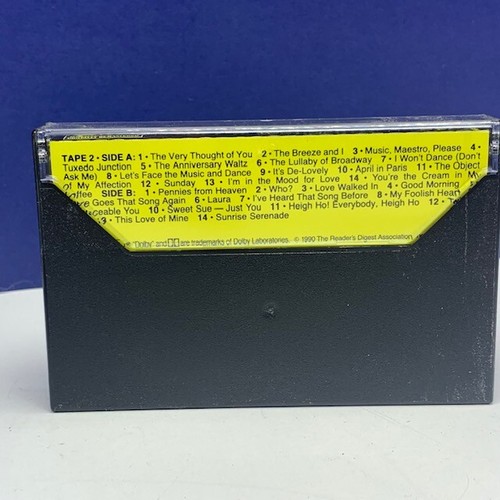 TAPE 2 • SIDE A: 1 • The Very Thought of You 2 • The Breeze and I 3 • Music, Maestro, Please 4 •
Tuxedo Junction 5 • The Anniversary Waltz 6 • The Lullaby of Broadway 7 • I Won't Dance (Don't
Ask Me) 8 • Let's Face the Music and Dance 9 • It's De-Lovely 10 • April in Paris 11 • The Object
of My Affection 12 • Sunday 13 • I'm in the Mood for Love 14 • You're the Cream in My
Coffee SIDE B: 1 • Pennies from Heaven 2 • Who? 3 • Love Walked In 4 • Good Morning
Goes That Song Again 6 • Laura 7 • I've Heard That Song Before 8 • My Foolish Heart
You 10 • Sweet Sue — Just You 11 • Heigh Ho! Everybody, Heigh Ho 12 •
This Love of Mine 14 • Sunrise Serenade
"Dolby" and are trademarks of Dolby Laboratories. © 1990 The Reader's Digest Association